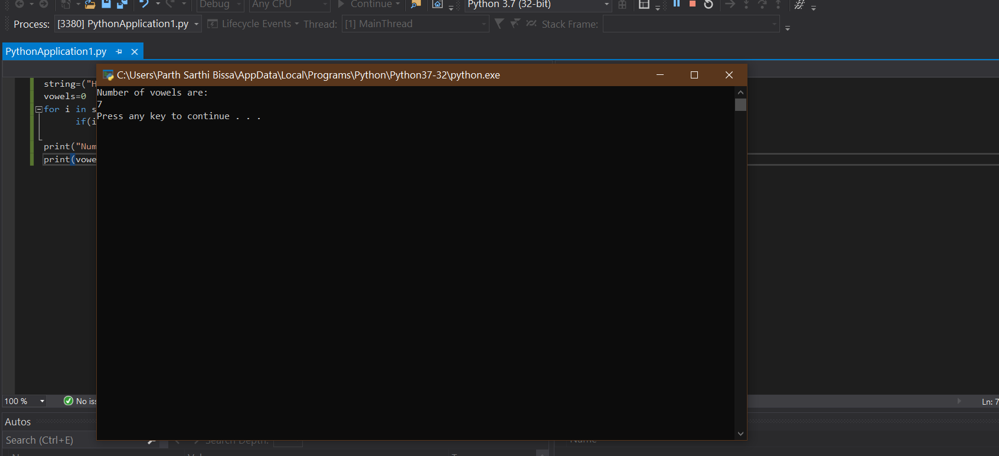 Debug Any CPU Continue Python 3.7 (32-bit)
Process: [3380] PythonApplication1.py Lifecycle Events Thread: [1] MainThread Stack Frame:
PythonApplication1.py
C:\Users\Parth Sarthi Bissa\AppData\Local\Programs\Python\Python37-32\python.exe
Number of vowels are:
7
Press any key to continue . . .
string=("H
vowels=0
for i in s
if(i
print("Num
print(vowe
100 % No iss Ln: 7
Autos
Search (Ctrl+E) Search Depth:
Name